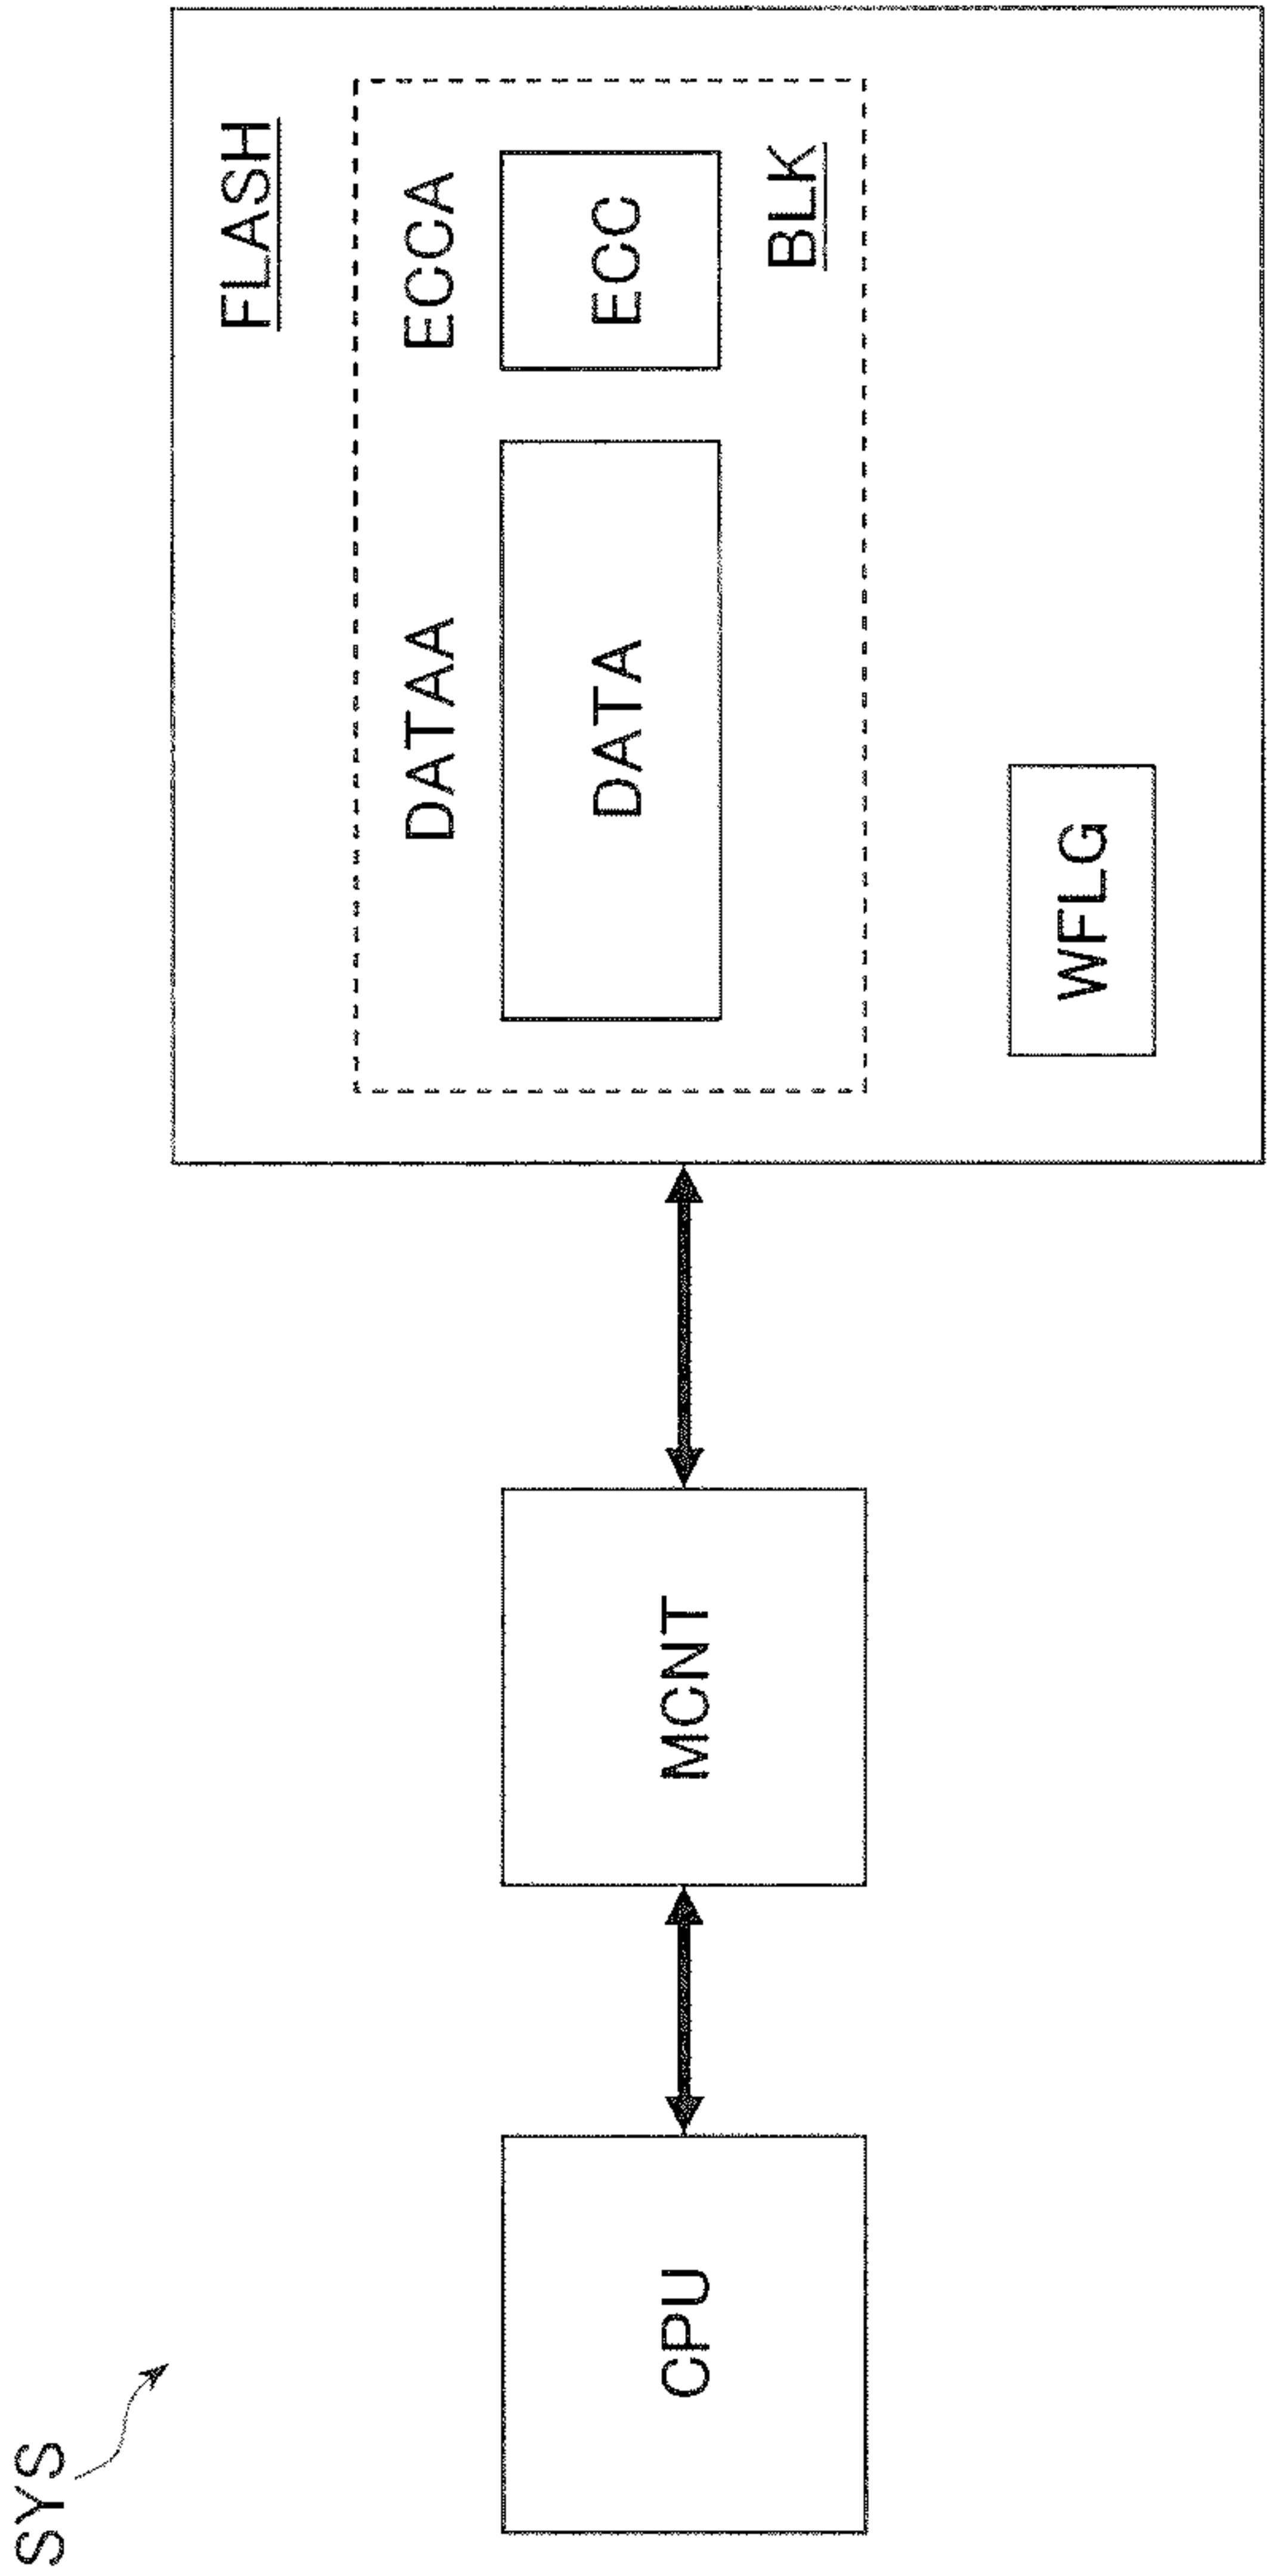 SYS
FLASH
DATAA
ECCA
CPU
MCNT
DATA
ECC
BLK
WFLG